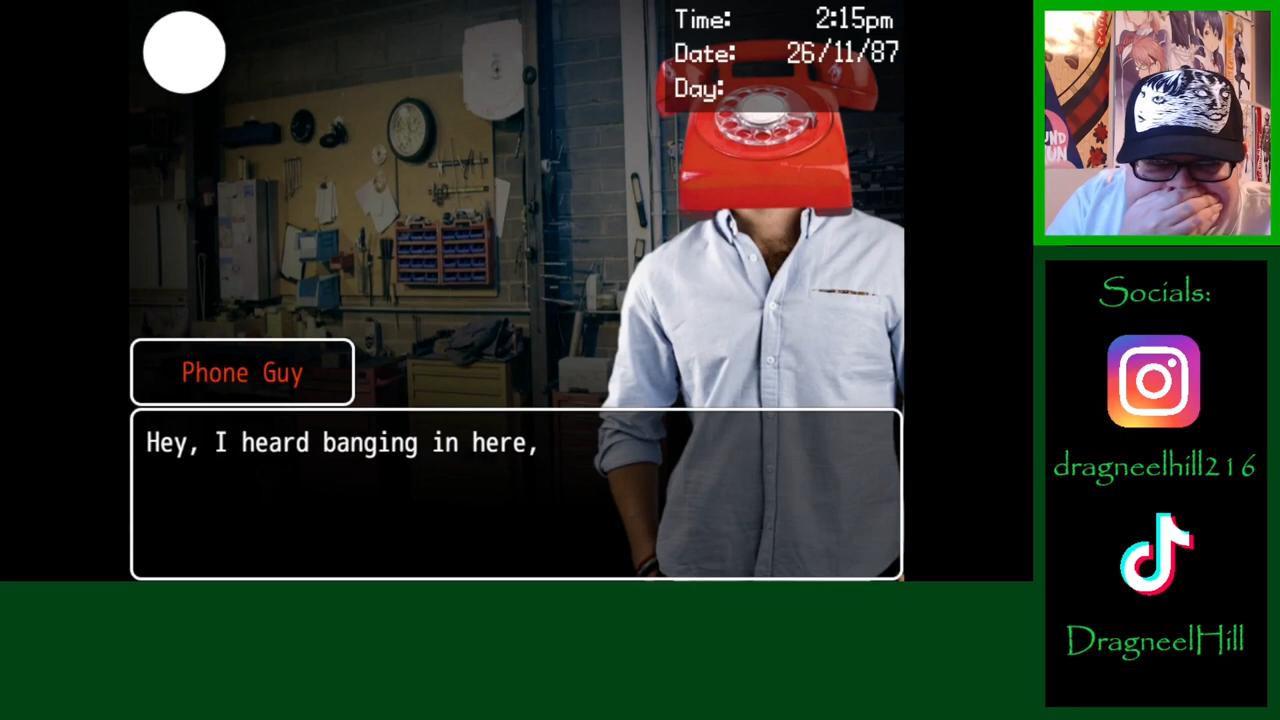 Time: 2:15pm
Date: 26/11/87
Day:
Phone Guy
Hey, I heard banging in here,
Socials:
dragneelhill216
DragneelHill